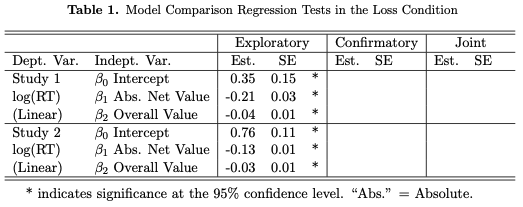 Table 1. Model Comparison Regression Tests in the Loss Condition
Exploratory Confirmatory Joint
Dept. Var. Indept. Var. Est. SE Est. SE Est. SE
Study 1 β0 Intercept 0.35 0.15 *
log(RT) β1 Abs. Net Value -0.21 0.03 *
(Linear) β2 Overall Value -0.04 0.01 *
Study 2 β0 Intercept 0.76 0.11 *
log(RT) β1 Abs. Net Value -0.13 0.01 *
(Linear) β2 Overall Value -0.03 0.01 *
* indicates significance at the 95% confidence level. “Abs.” = Absolute.